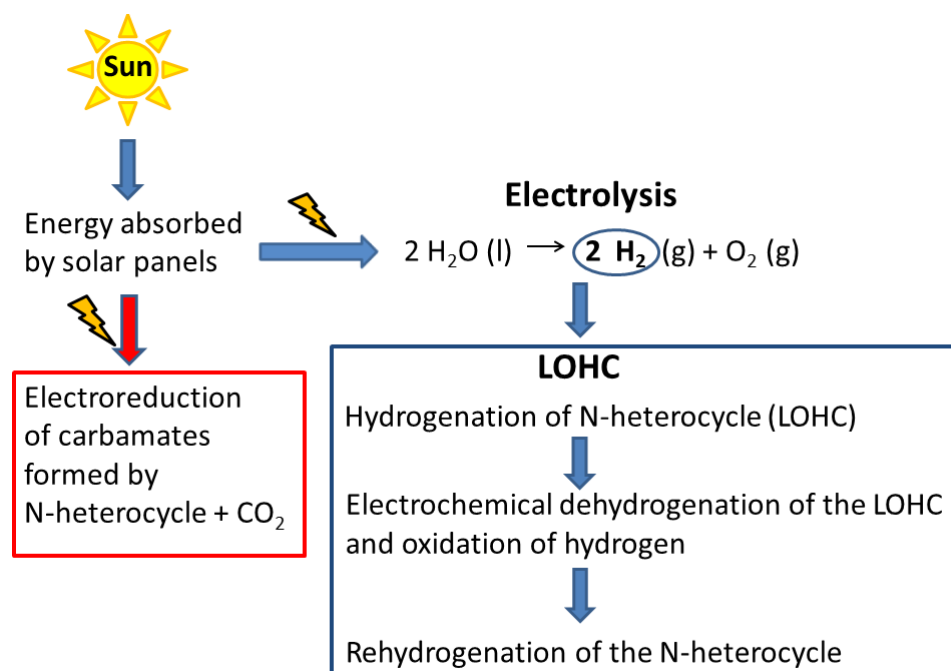 Sun
Energy absorbed
by solar panels
Electrolysis
2 H₂O (l) → 2 H₂ (g) + O₂ (g)
Electroreduction
of carbamates
formed by
N-heterocycle + CO₂
LOHC
Hydrogenation of N-heterocycle (LOHC)
Electrochemical dehydrogenation of the LOHC
and oxidation of hydrogen
Rehydrogenation of the N-heterocycle